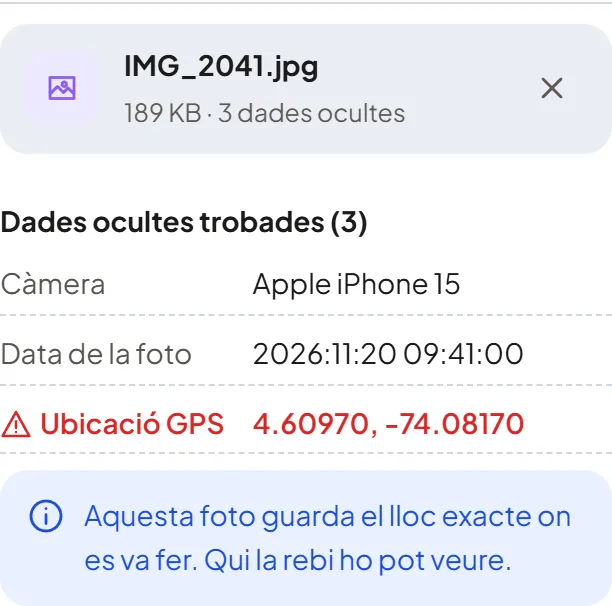 IMG_2041.jpg
189 KB · 3 dades ocultes
Dades ocultes trobades (3)
Càmera Apple iPhone 15
Data de la foto 2026:11:20 09:41:00
Ubicació GPS 4.60970, -74.08170
Aquesta foto guarda el lloc exacte on
es va fer. Qui la rebi ho pot veure.